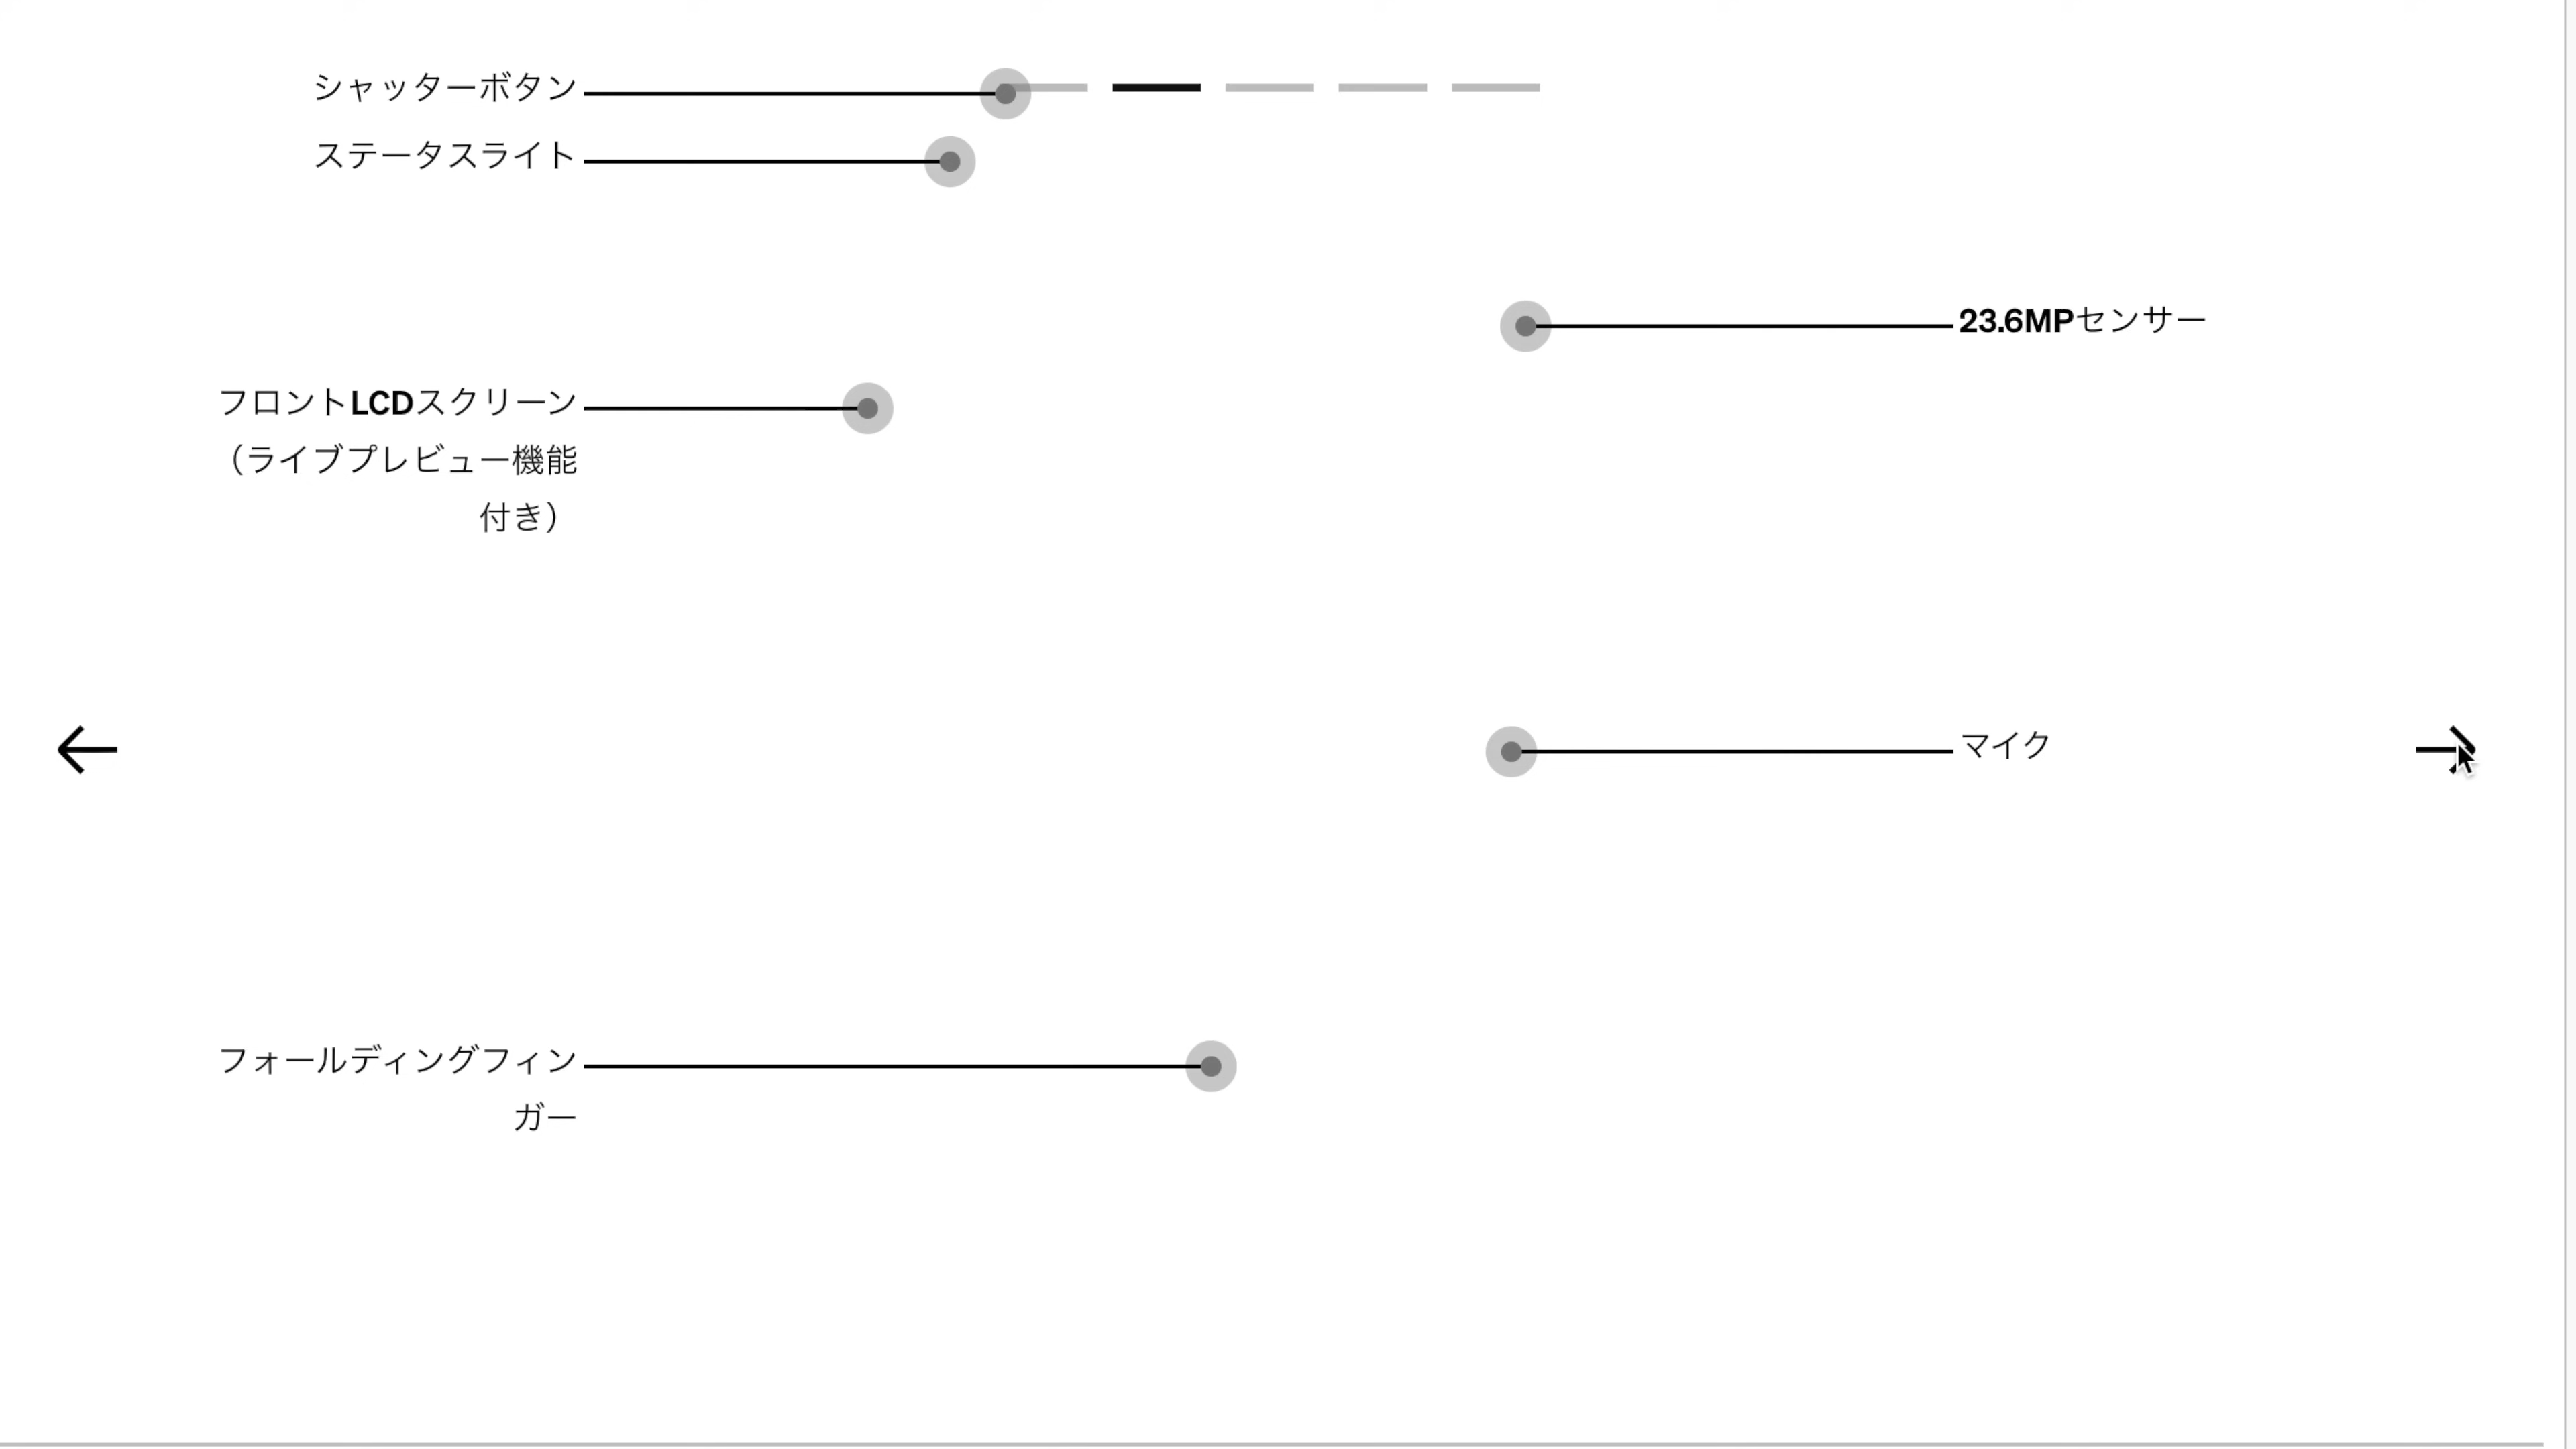 シャッターボタン
ステータスライト
23.6MPセンサー
フロントLCDスクリーン
（ライブプレビュー機能
付き）
マイク
フォールディングフィン
ガー